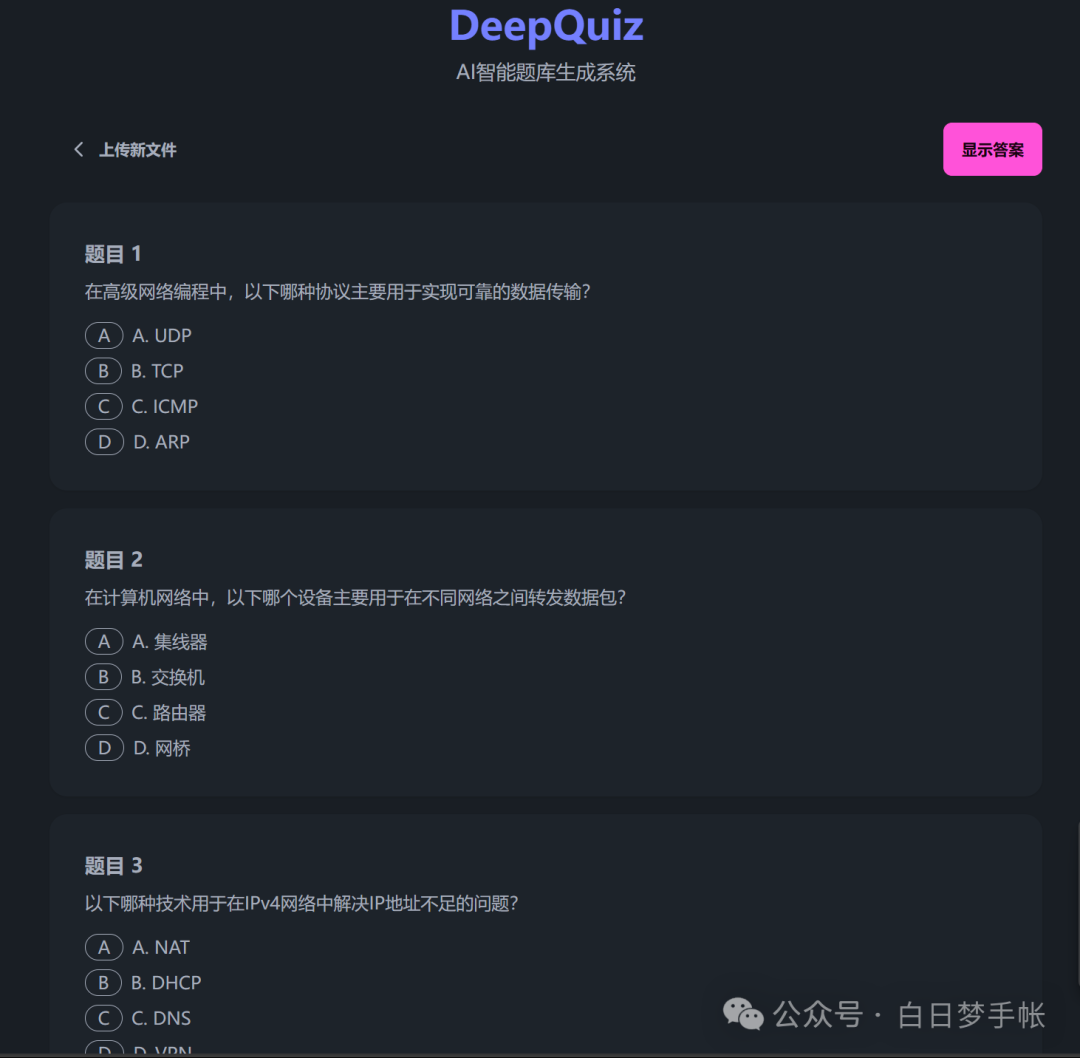 DeepQuiz
AI智能题库生成系统
上传新文件
显示答案
题目 1
在高级网络编程中，以下哪种协议主要用于实现可靠的数据传输？
A A. UDP
B B. TCP
C C. ICMP
D D. ARP
题目 2
在计算机网络中，以下哪个设备主要用于在不同网络之间转发数据包？
A A. 集线器
B B. 交换机
C C. 路由器
D D. 网桥
题目 3
以下哪种技术用于在IPv4网络中解决IP地址不足的问题？
A A. NAT
B B. DHCP
C C. DNS
D D. VPN
公众号 · 白日梦手帐